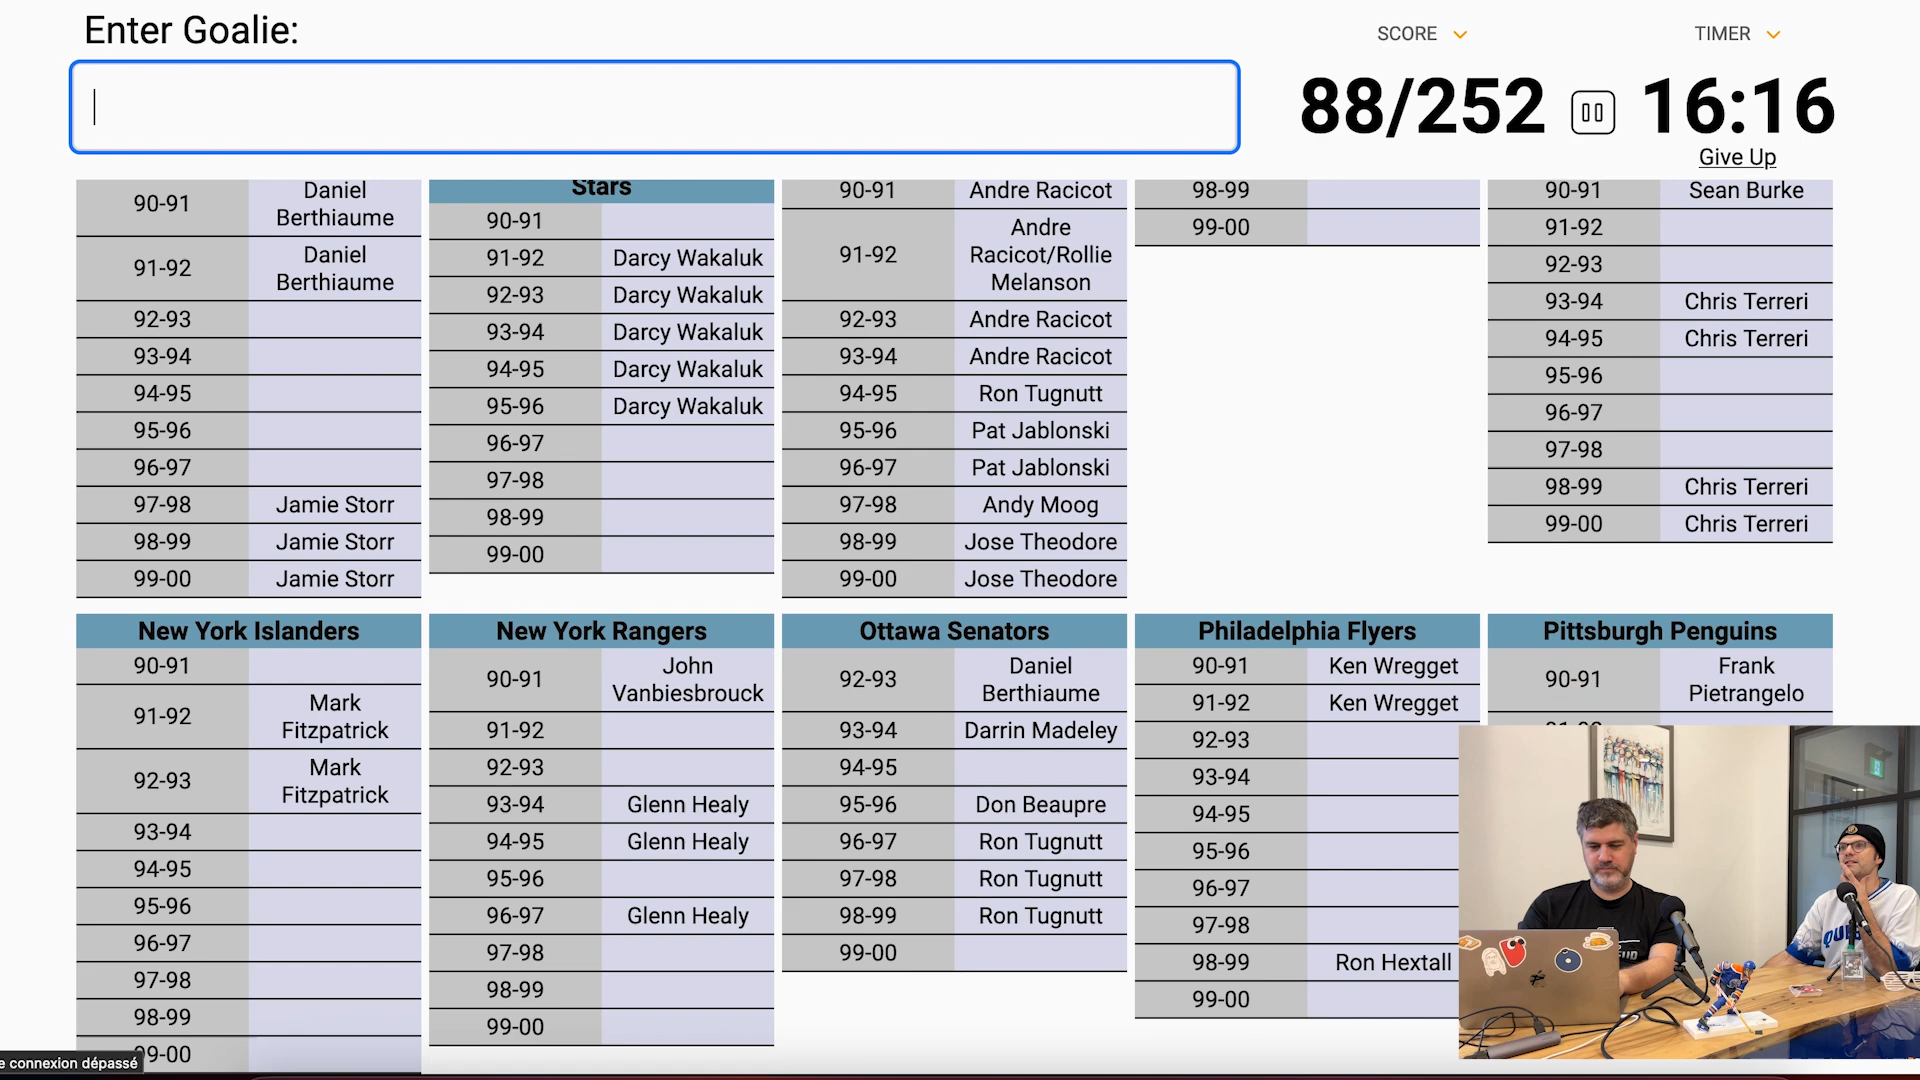 Enter Goalie:
SCORE
TIMER
88/252
16:16
Give Up
90-91 Daniel Berthiaume
91-92 Daniel Berthiaume
92-93
93-94
94-95
95-96
96-97
97-98 Jamie Storr
98-99 Jamie Storr
99-00 Jamie Storr
Stars
90-91
91-92 Darcy Wakaluk
92-93 Darcy Wakaluk
93-94 Darcy Wakaluk
94-95 Darcy Wakaluk
95-96 Darcy Wakaluk
96-97
97-98
98-99
99-00
90-91 Andre Racicot
91-92 Andre Racicot/Rollie Melanson
92-93 Andre Racicot
93-94 Andre Racicot
94-95 Ron Tugnutt
95-96 Pat Jablonski
96-97 Pat Jablonski
97-98 Andy Moog
98-99 Jose Theodore
99-00 Jose Theodore
98-99
99-00
90-91 Sean Burke
91-92
92-93
93-94 Chris Terreri
94-95 Chris Terreri
95-96
96-97
97-98
98-99 Chris Terreri
99-00 Chris Terreri
New York Islanders
90-91
91-92 Mark Fitzpatrick
92-93 Mark Fitzpatrick
93-94
94-95
95-96
96-97
97-98
98-99
99-00
New York Rangers
90-91 John Vanbiesbrouck
91-92
92-93
93-94 Glenn Healy
94-95 Glenn Healy
95-96
96-97 Glenn Healy
97-98
98-99
99-00
Ottawa Senators
92-93 Daniel Berthiaume
93-94 Darrin Madeley
94-95
95-96 Don Beaupre
96-97 Ron Tugnutt
97-98 Ron Tugnutt
98-99 Ron Tugnutt
99-00
Philadelphia Flyers
90-91 Ken Wregget
91-92 Ken Wregget
92-93
93-94
94-95
95-96
96-97
97-98
98-99 Ron Hextall
99-00
Pittsburgh Penguins
90-91 Frank Pietrangelo
e connexion dépassé